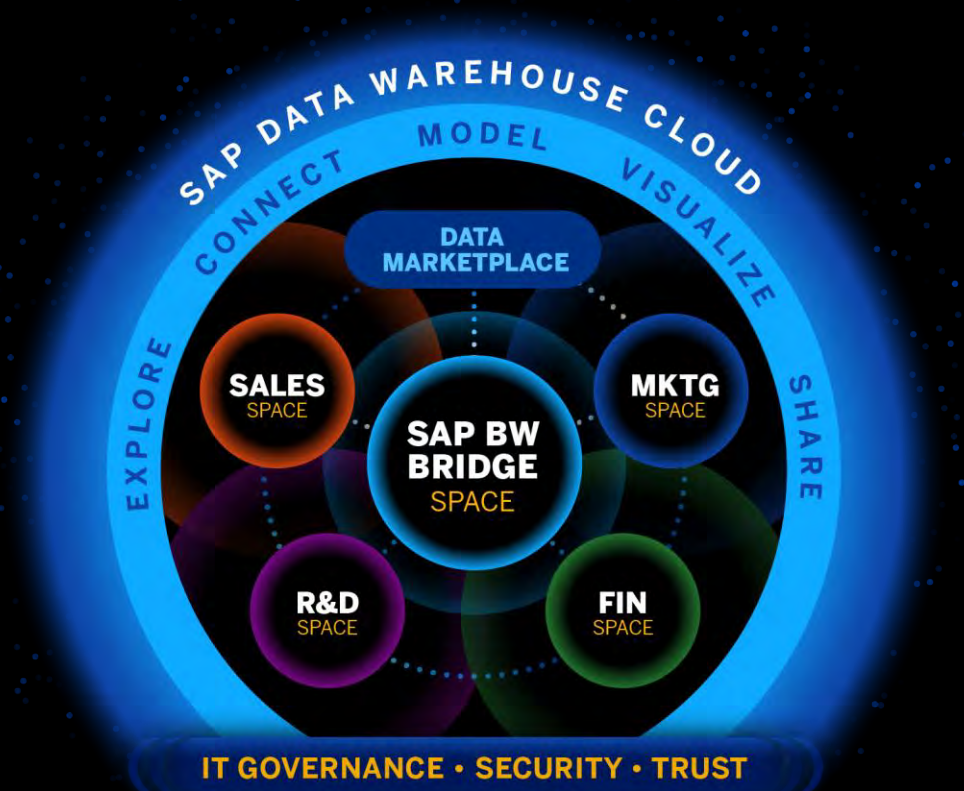 SAP DATA WAREHOUSE CLOUD
EXPLORE
CONNECT
MODEL
VISUALIZE
SHARE
DATA
MARKETPLACE
SALES
SPACE
MKTG
SPACE
SAP BW
BRIDGE
SPACE
R&D
SPACE
FIN
SPACE
IT GOVERNANCE • SECURITY • TRUST